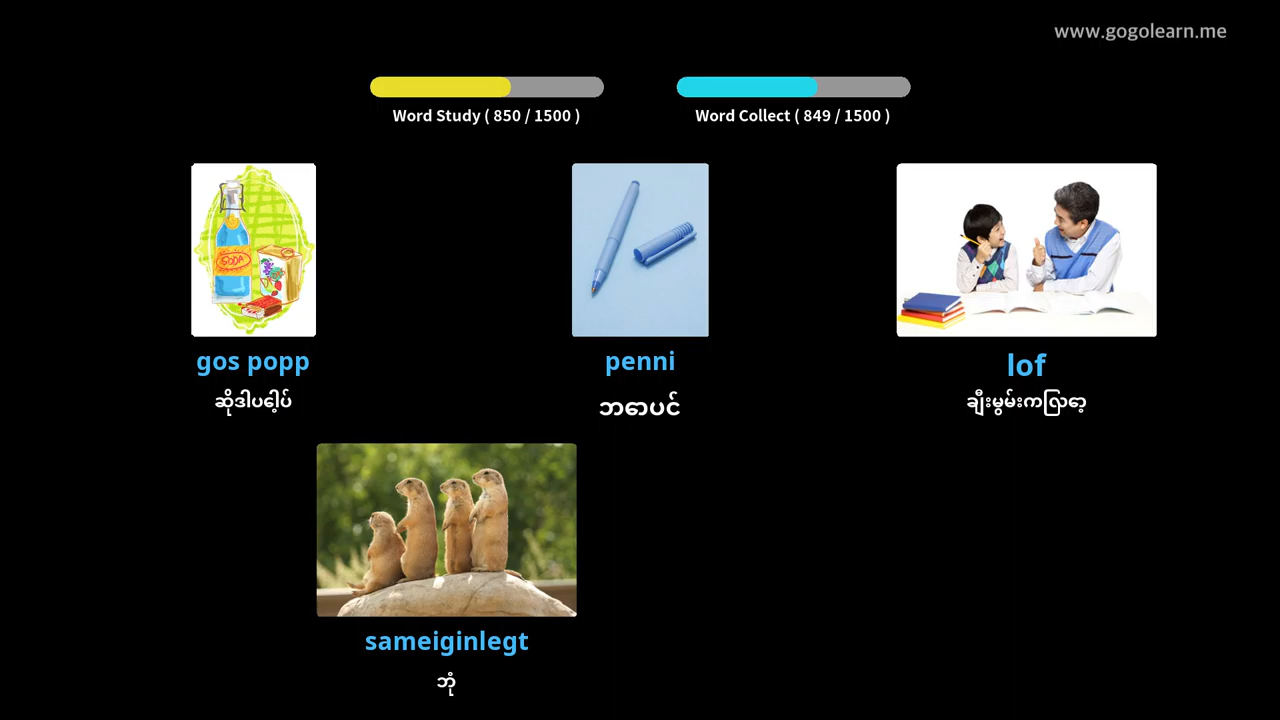 www.gogolearn.me
Word Study ( 850 / 1500 )
Word Collect ( 849 / 1500 )
SODA
gos popp
penni
lof
ဆိုဒါပေါ့ပ်
ဘောပင်
ချီးမွမ်းကြလော့
sameiginlegt
ဘုံ